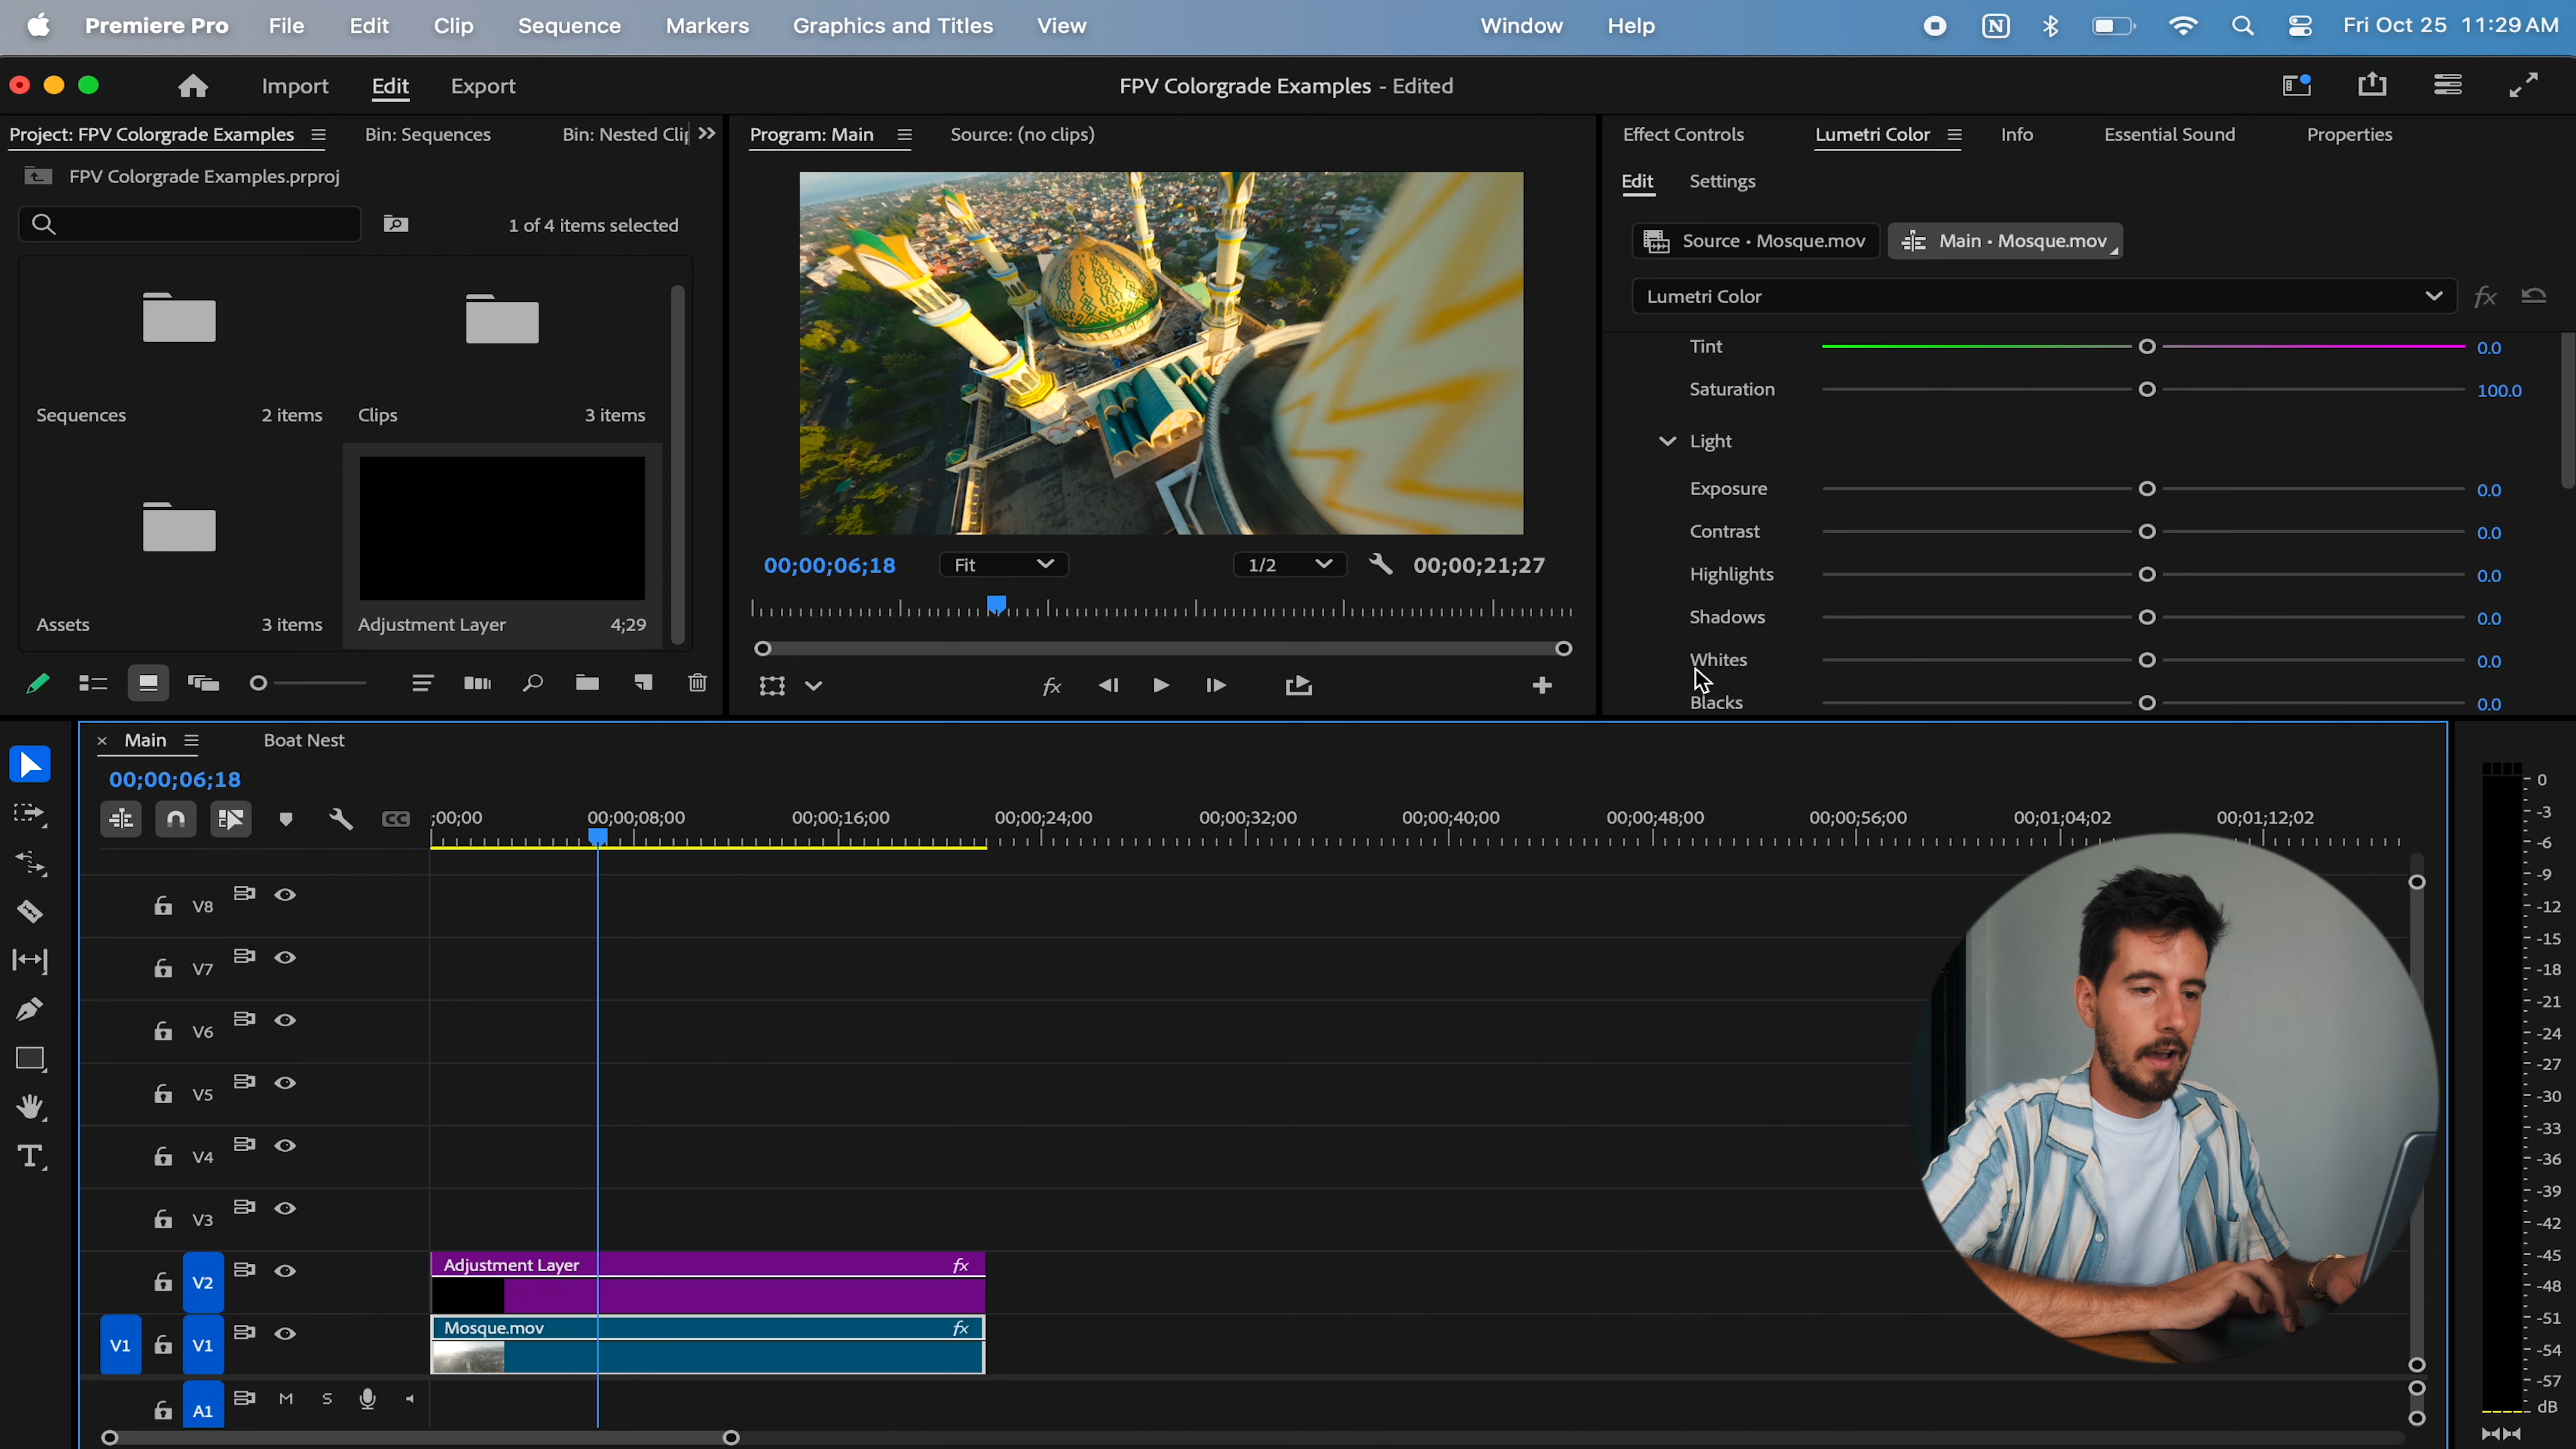 Premiere Pro File Edit Clip Sequence Markers Graphics and Titles View Window Help Fri Oct 25 11:29 AM
Import Edit Export FPV Colorgrade Examples - Edited
Project: FPV Colorgrade Examples Bin: Sequences Bin: Nested Clip
FPV Colorgrade Examples.prproj
1 of 4 items selected
Sequences 2 items Clips 3 items
Assets 3 items Adjustment Layer 4;29
Program: Main Source: (no clips)
00;00;06;18 Fit 1/2 00;00;21;27
fx
Effect Controls Lumetri Color Info Essential Sound Properties
Edit Settings
Source • Mosque.mov Main • Mosque.mov
Lumetri Color fx
Tint 0.0
Saturation 100.0
Light
Exposure 0.0
Contrast 0.0
Highlights 0.0
Shadows 0.0
Whites 0.0
Blacks 0.0
× Main Boat Nest
00;00;06;18
CC ;00;00 00;00;08;00 00;00;16;00 00;00;24;00 00;00;32;00 00;00;40;00 00;00;48;00 00;00;56;00 00;01;04;02 00;01;12;02
V8
V7
V6
V5
V4
V3
V2 Adjustment Layer fx
V1 V1 Mosque.mov fx
A1 M S
T
0
-3
-6
-9
-12
-15
-18
-21
-24
-27
-30
-33
-36
-39
-42
-45
-48
-51
-54
-57
dB